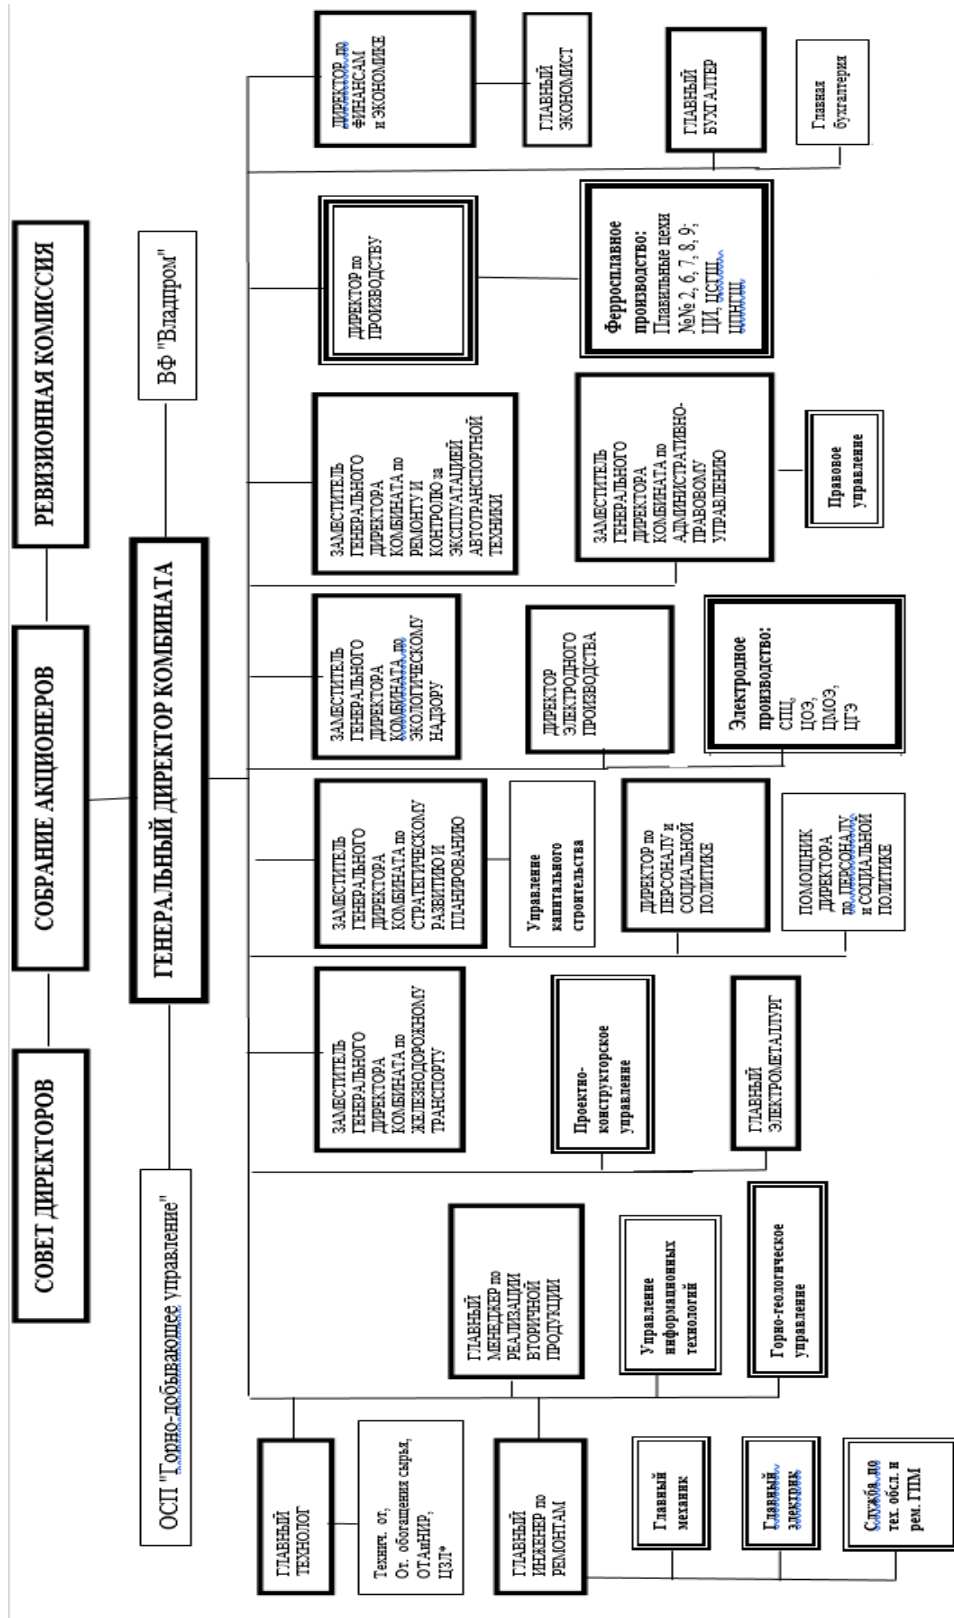 СОВЕТ ДИРЕКТОРОВ
СОБРАНИЕ АКЦИОНЕРОВ
РЕВИЗИОННАЯ КОМИССИЯ
ОСП "Горно-добывающее управление"
ГЕНЕРАЛЬНЫЙ ДИРЕКТОР КОМБИНАТА
ВФ "Владпром"
ГЛАВНЫЙ
ТЕХНОЛОГ
Технич. от,
От. обогащения сырья,
ОТАиНИР,
ЦЗЛ*
ГЛАВНЫЙ
ИНЖЕНЕР по
РЕМОНТАМ
Главный
механик
Главный
электрик
Служба по
тех. обсл. и
рем. ГПМ
ГЛАВНЫЙ
МЕНЕДЖЕР по
РЕАЛИЗАЦИИ
ВТОРИЧНОЙ
ПРОДУКЦИИ
Управление
информационных
технологий
Горно-геологическое
управление
ЗАМЕСТИТЕЛЬ
ГЕНЕРАЛЬНОГО
ДИРЕКТОРА
КОМБИНАТА по
ЖЕЛЕЗНОДОРОЖНОМУ
ТРАНСПОРТУ
Проектно-
конструкторское
управление
ГЛАВНЫЙ
ЭЛЕКТРОМЕТАЛЛУРГ
ЗАМЕСТИТЕЛЬ
ГЕНЕРАЛЬНОГО
ДИРЕКТОРА
КОМБИНАТА по
СТРАТЕГИЧЕСКОМУ
РАЗВИТИЮ И
ПЛАНИРОВАНИЮ
Управление
капитального
строительства
ДИРЕКТОР по
ПЕРСОНАЛУ и
СОЦИАЛЬНОЙ
ПОЛИТИКЕ
ПОМОЩНИК
ДИРЕКТОРА
по ПЕРСОНАЛУ
и СОЦИАЛЬНОЙ
ПОЛИТИКЕ
ЗАМЕСТИТЕЛЬ
ГЕНЕРАЛЬНОГО
ДИРЕКТОРА
КОМБИНАТА по
ЭКОЛОГИЧЕСКОМУ
НАДЗОРУ
ДИРЕКТОР
ЭЛЕКТРОДНОГО
ПРОИЗВОДСТВА
Электродное
производство:
СПЦ,
ЦОЭ,
ЦМОЭ,
ЦГЭ
ЗАМЕСТИТЕЛЬ
ГЕНЕРАЛЬНОГО
ДИРЕКТОРА
КОМБИНАТА по
РЕМОНТУ И
КОНТРОЛЮ за
ЭКСПЛУАТАЦИЕЙ
АВТОТРАНСПОРТНОЙ
ТЕХНИКИ
ЗАМЕСТИТЕЛЬ
ГЕНЕРАЛЬНОГО
ДИРЕКТОРА
КОМБИНАТА по
АДМИНИСТРАТИВНО-
ПРАВОВОМУ
УПРАВЛЕНИЮ
Правовое
управление
ДИРЕКТОР по
ПРОИЗВОДСТВУ
Ферросплавное
производство:
Плавильные цехи
№№ 2, 6, 7, 8, 9;
ЦИ, ЦСГШ,
ЦПНГШ
ДИРЕКТОР по
ФИНАНСАМ
и ЭКОНОМИКЕ
ГЛАВНЫЙ
ЭКОНОМИСТ
ГЛАВНЫЙ
БУХГАЛТЕР
Главная
бухгалтерия